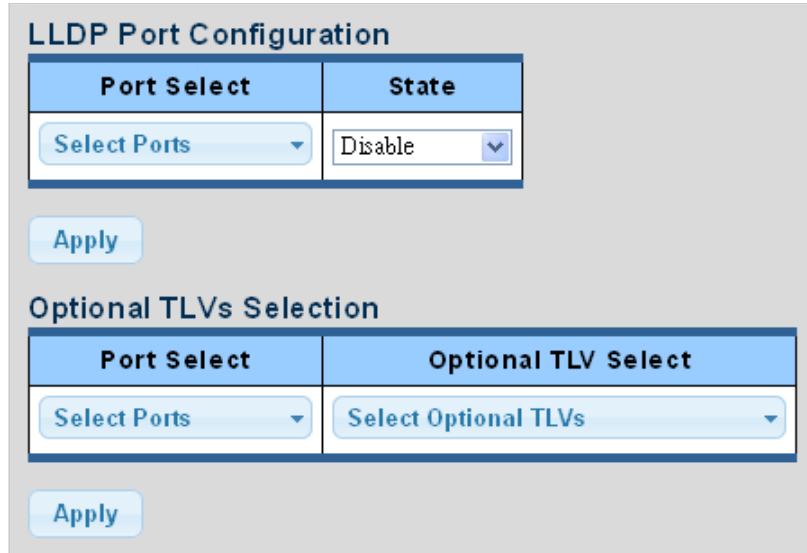 LLDP Port Configuration
Port Select State
Select Ports Disable
Apply
Optional TLVs Selection
Port Select Optional TLV Select
Select Ports Select Optional TLVs
Apply